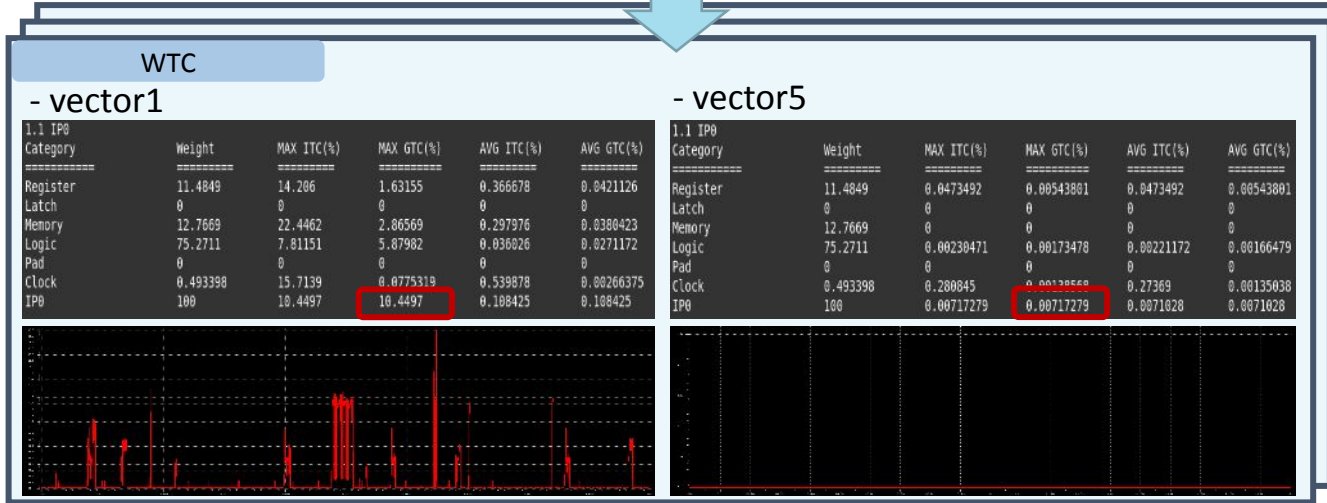 WTC
- vector1
1.1 IP0
Category Weight MAX ITC(%) MAX GTC(%) AVG ITC(%) AVG GTC(%)
=========== ========= ========= ========== ========= =========
Register 11.4849 14.206 1.63155 0.366678 0.0421126
Latch 0 0 0 0 0
Memory 12.7669 22.4462 2.86569 0.297976 0.0380423
Logic 75.2711 7.81151 5.87982 0.036026 0.0271172
Pad 0 0 0 0 0
Clock 0.493398 15.7139 0.0775319 0.539878 0.00266375
IP0 100 10.4497 10.4497 0.108425 0.108425
- vector5
1.1 IP0
Category Weight MAX ITC(%) MAX GTC(%) AVG ITC(%) AVG GTC(%)
=========== ========= ========= ========== ========= =========
Register 11.4849 0.0473492 0.00543801 0.0473492 0.00543801
Latch 0 0 0 0 0
Memory 12.7669 0 0 0 0
Logic 75.2711 0.00230471 0.00173478 0.00221172 0.00166479
Pad 0 0 0 0 0
Clock 0.493398 0.280845 0.27369 0.00135038
IP0 100 0.00717279 0.00717279 0.0071028 0.0071028